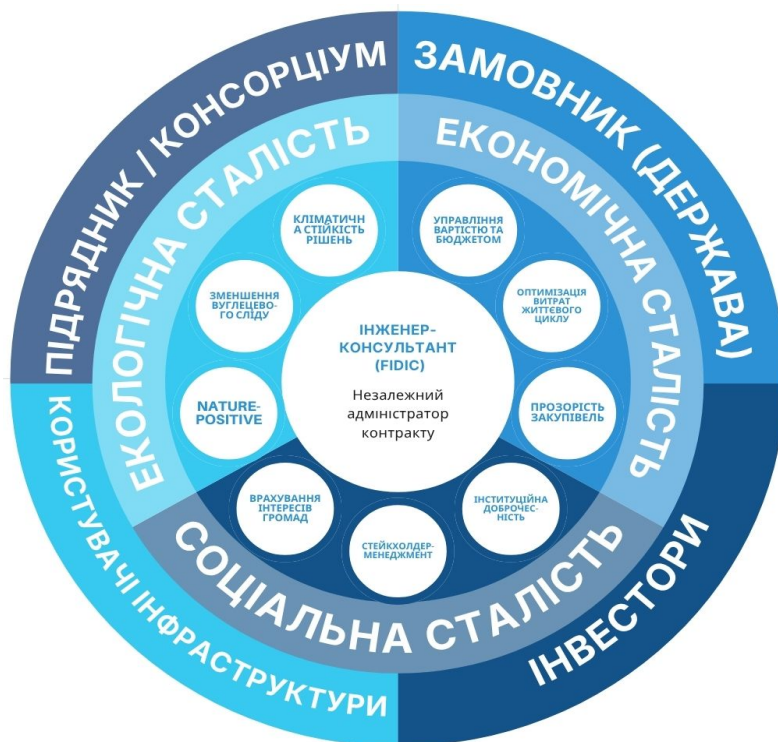 ПІДРЯДНИК / КОНСОРЦІУМ
ЗАМОВНИК (ДЕРЖАВА)
ЕКОЛОГІЧНА СТАЛІСТЬ
ЕКОНОМІЧНА СТАЛІСТЬ
КЛІМАТИЧН
А СТІЙКІСТЬ
РІШЕНЬ
УПРАВЛІННЯ
ВАРТІСТЮ ТА
БЮДЖЕТОМ
ЗМЕНШЕННЯ
ВУГЛЕЦЕВО-
ГО СЛІДУ
ОПТИМІЗАЦІЯ
ВИТРАТ
ЖИТТЄВОГО
ЦИКЛУ
ІНЖЕНЕР-
КОНСУЛЬТАНТ
(FIDIC)
Незалежний
адміністратор
контракту
NATURE-
POSITIVE
ПРОЗОРІСТЬ
ЗАКУПІВЕЛЬ
ВРАХУВАННЯ
ІНТЕРЕСІВ
ГРОМАД
СТЕЙКХОЛДЕР-
МЕНЕДЖМЕНТ
ІНСТИТУЦІЙНА
ДОБРОЧЕС-
НІСТЬ
СОЦІАЛЬНА СТАЛІСТЬ
КОРИСТУВАЧІ ІНФРАСТРУКТУРИ
ІНВЕСТОРИ